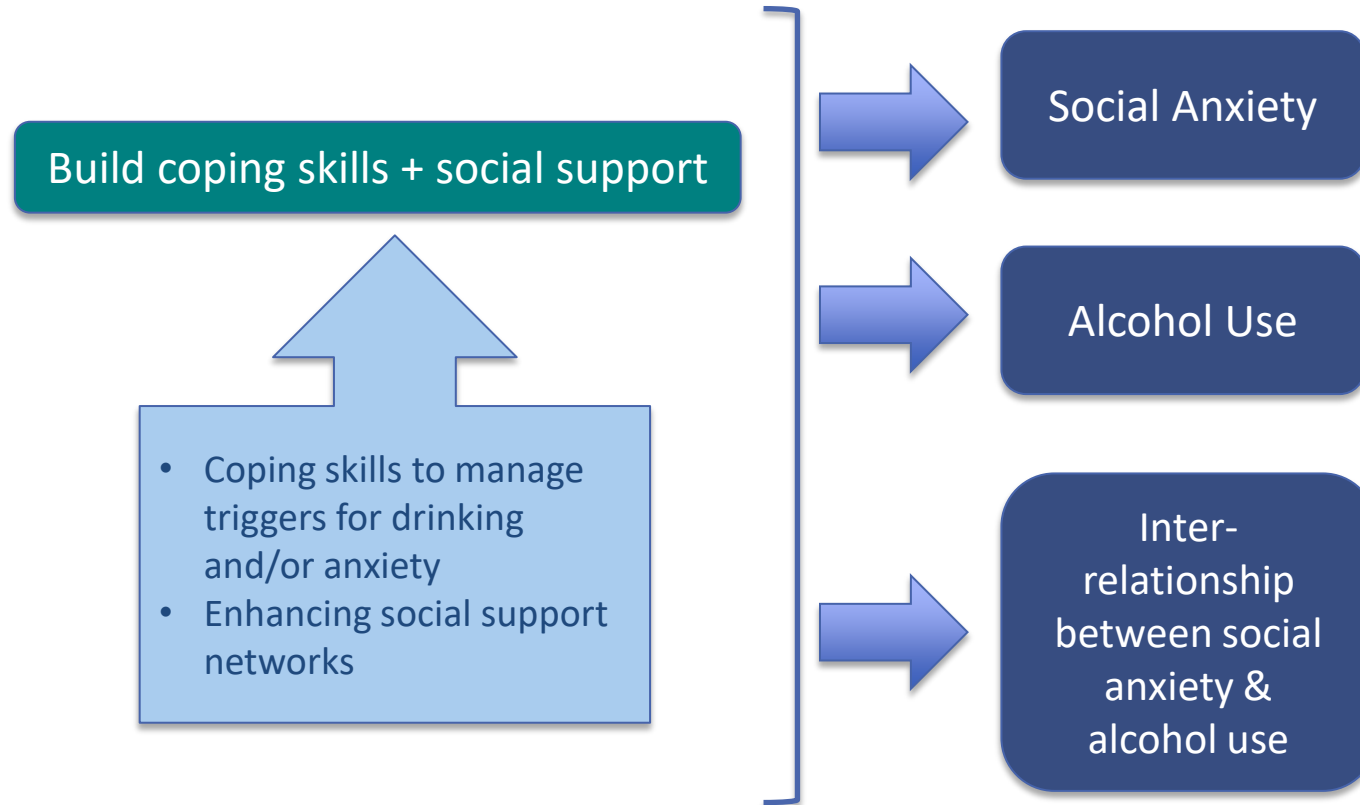 Build coping skills + social support
• Coping skills to manage
triggers for drinking
and/or anxiety
• Enhancing social support
networks
Social Anxiety
Alcohol Use
Inter-
relationship
between social
anxiety &
alcohol use